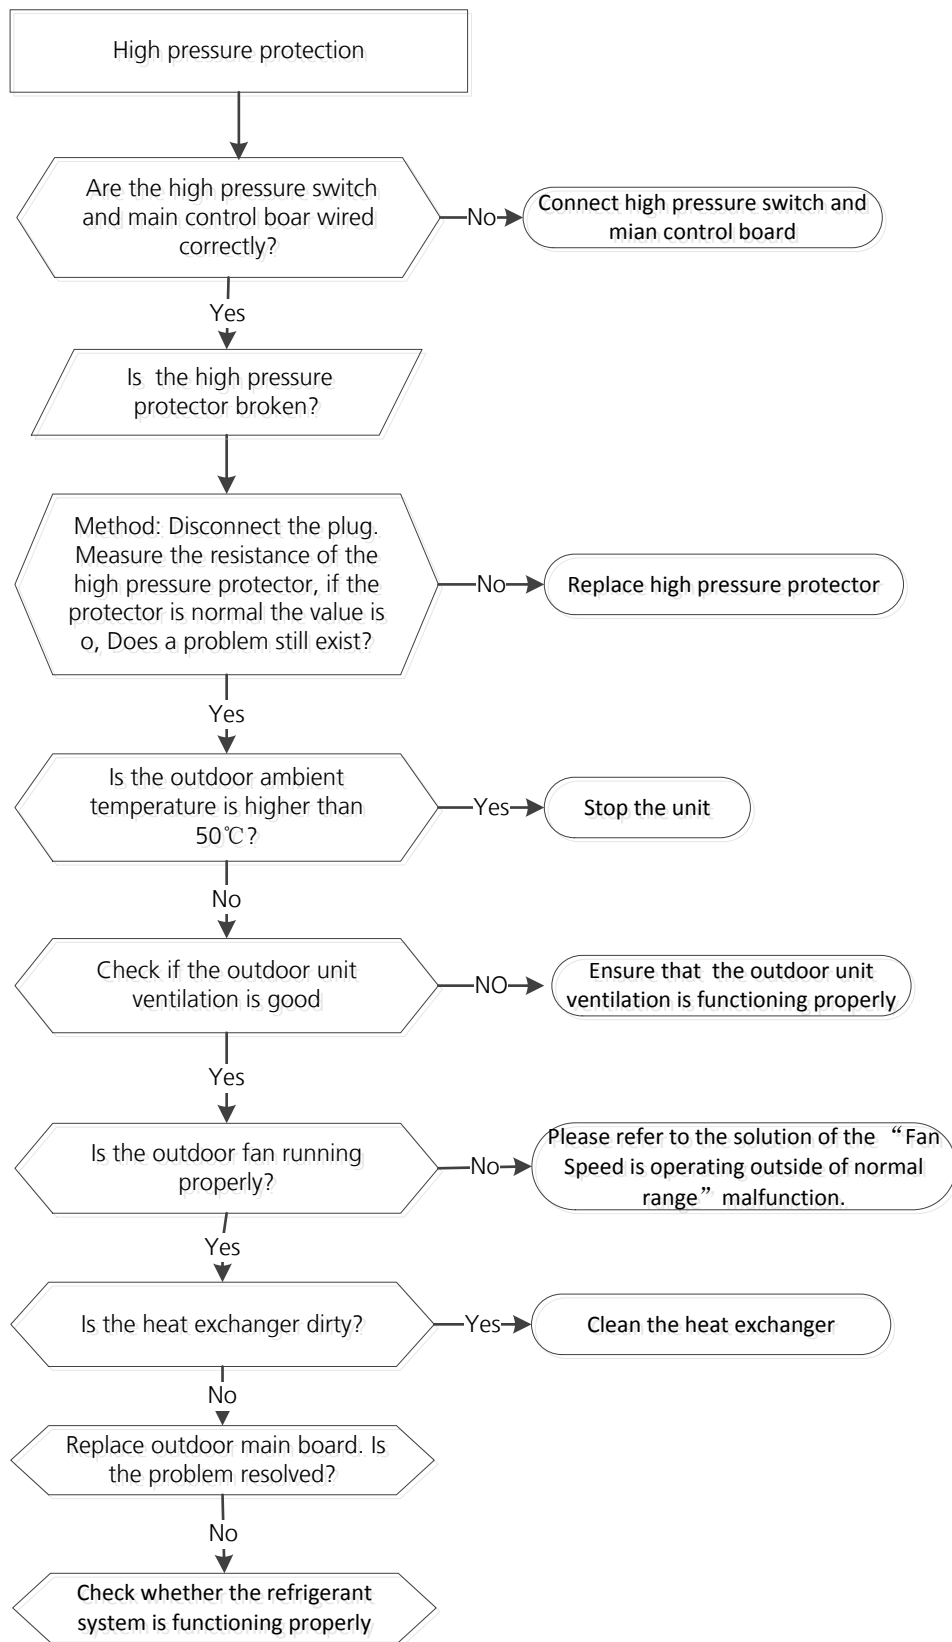 High pressure protection
Are the high pressure switch
and main control boar wired
correctly?
No
Connect high pressure switch and
mian control board
Yes
Is the high pressure
protector broken?
Method: Disconnect the plug.
Measure the resistance of the
high pressure protector, if the
protector is normal the value is
o, Does a problem still exist?
No
Replace high pressure protector
Yes
Is the outdoor ambient
temperature is higher than
50℃?
Yes
Stop the unit
No
Check if the outdoor unit
ventilation is good
NO
Ensure that the outdoor unit
ventilation is functioning properly
Yes
Is the outdoor fan running
properly?
No
Please refer to the solution of the “Fan
Speed is operating outside of normal
range” malfunction.
Yes
Is the heat exchanger dirty?
Yes
Clean the heat exchanger
No
Replace outdoor main board. Is
the problem resolved?
No
Check whether the refrigerant
system is functioning properly